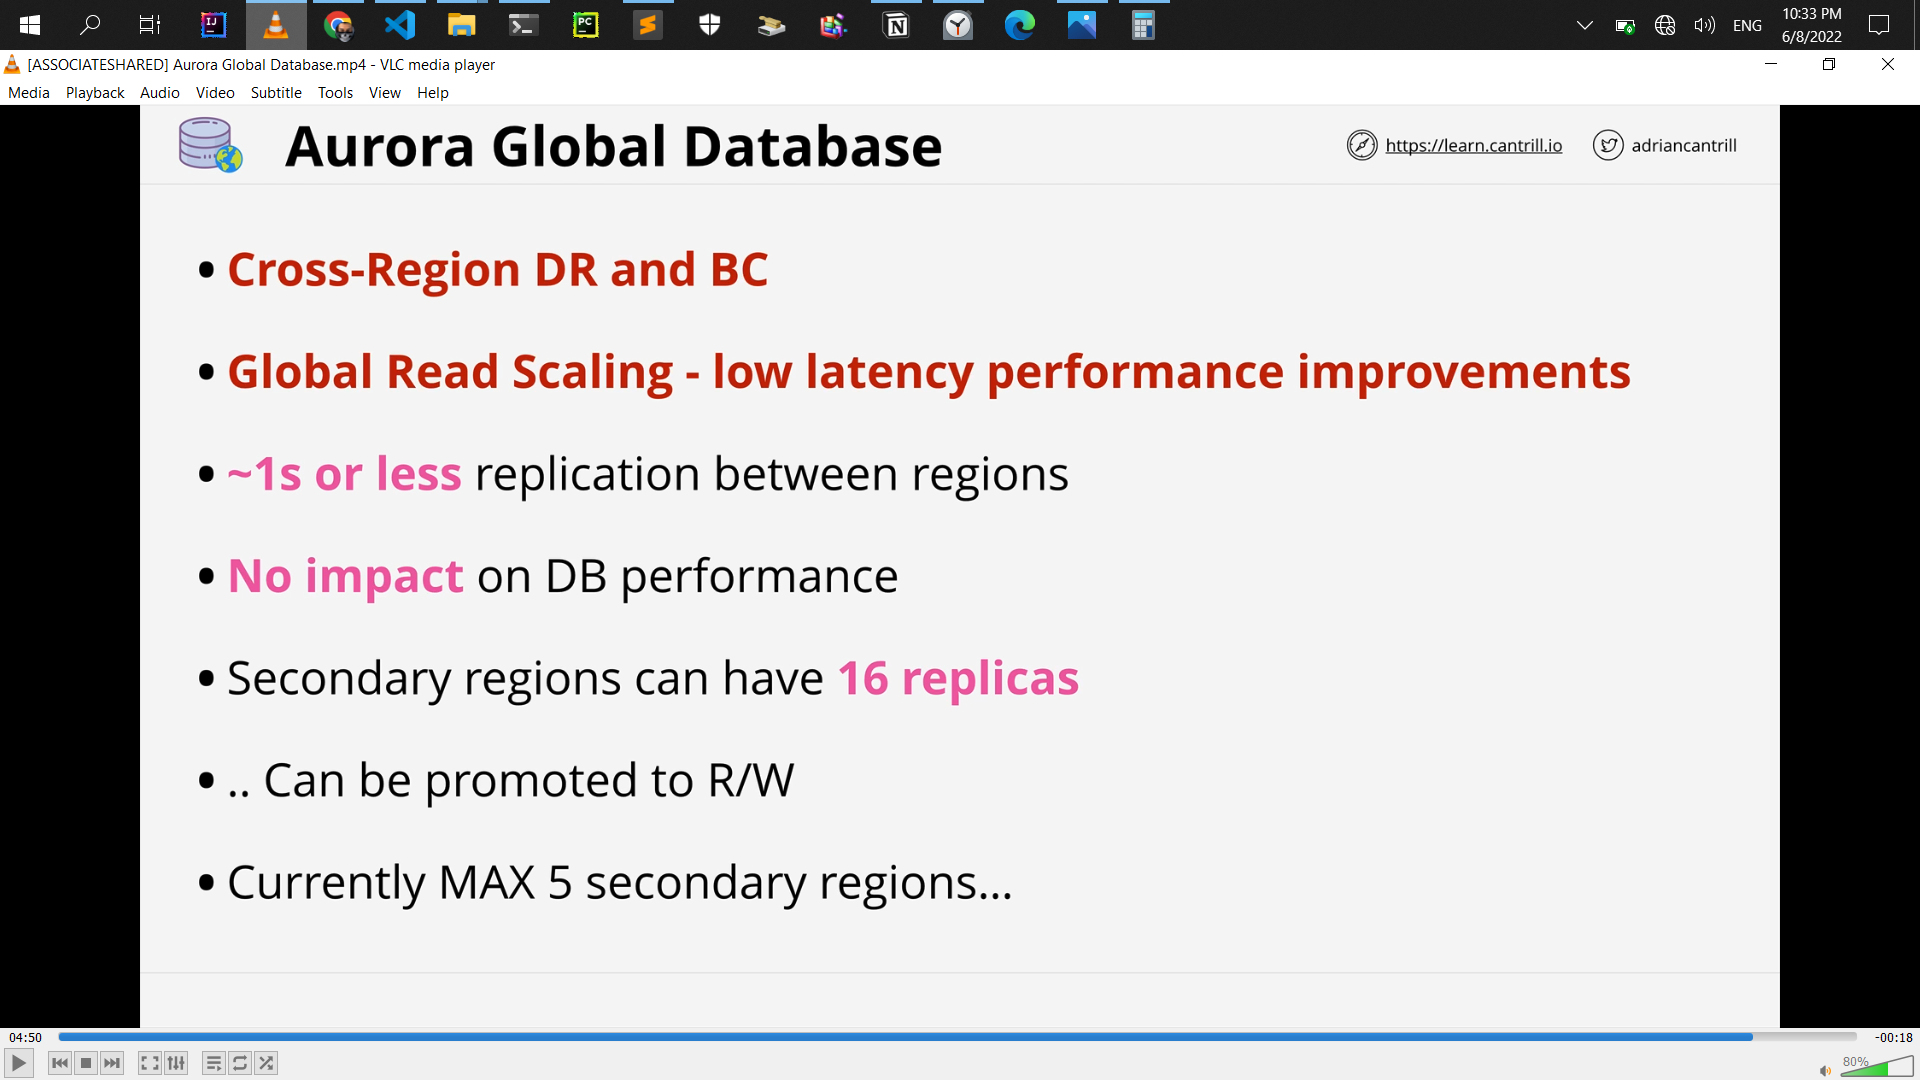 IJ
PC
N
ENG
10:33 PM
6/8/2022
[ASSOCIATESHARED] Aurora Global Database.mp4 - VLC media player
Media Playback Audio Video Subtitle Tools View Help
Aurora Global Database
https://learn.cantrill.io
adriancantrill
• Cross-Region DR and BC
• Global Read Scaling - low latency performance improvements
• ~1s or less replication between regions
• No impact on DB performance
• Secondary regions can have 16 replicas
• .. Can be promoted to R/W
• Currently MAX 5 secondary regions...
04:50
-00:18
80%